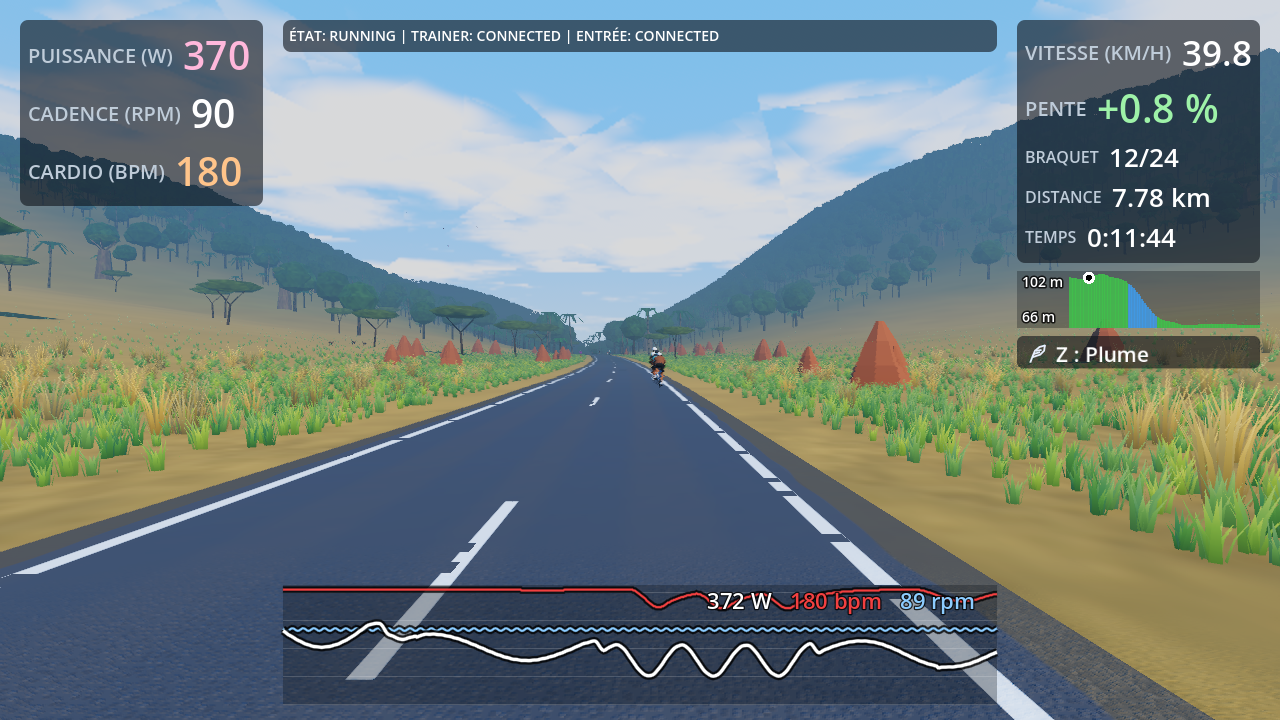 PUISSANCE (W) 370
CADENCE (RPM) 90
CARDIO (BPM) 180
ÉTAT: RUNNING | TRAINER: CONNECTED | ENTRÉE: CONNECTED
VITESSE (KM/H) 39.8
PENTE +0.8 %
BRAQUET 12/24
DISTANCE 7.78 km
TEMPS 0:11:44
102 m
66 m
Z : Plume
372 W 180 bpm 89 rpm